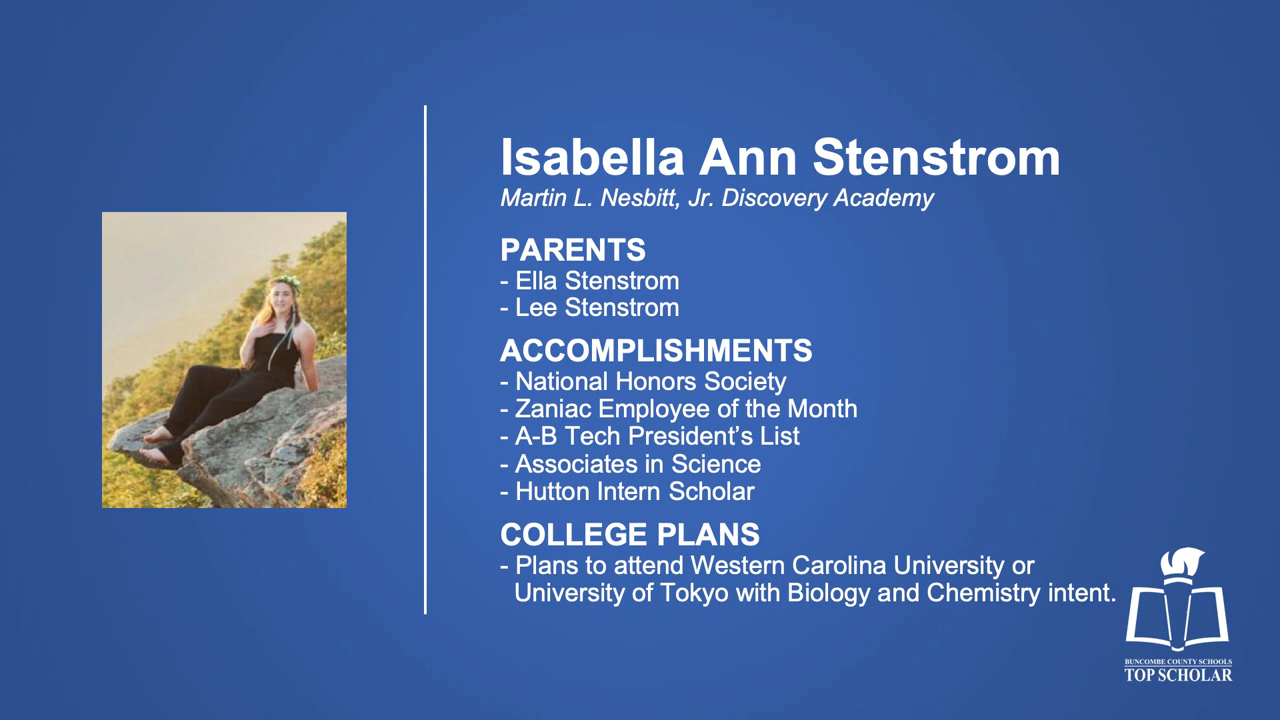 Isabella Ann Stenstrom
Martin L. Nesbitt, Jr. Discovery Academy
PARENTS
- Ella Stenstrom
- Lee Stenstrom
ACCOMPLISHMENTS
- National Honors Society
- Zaniac Employee of the Month
- A-B Tech President’s List
- Associates in Science
- Hutton Intern Scholar
COLLEGE PLANS
- Plans to attend Western Carolina University or
University of Tokyo with Biology and Chemistry intent.
BUNCOMBE COUNTY SCHOOLS
TOP SCHOLAR